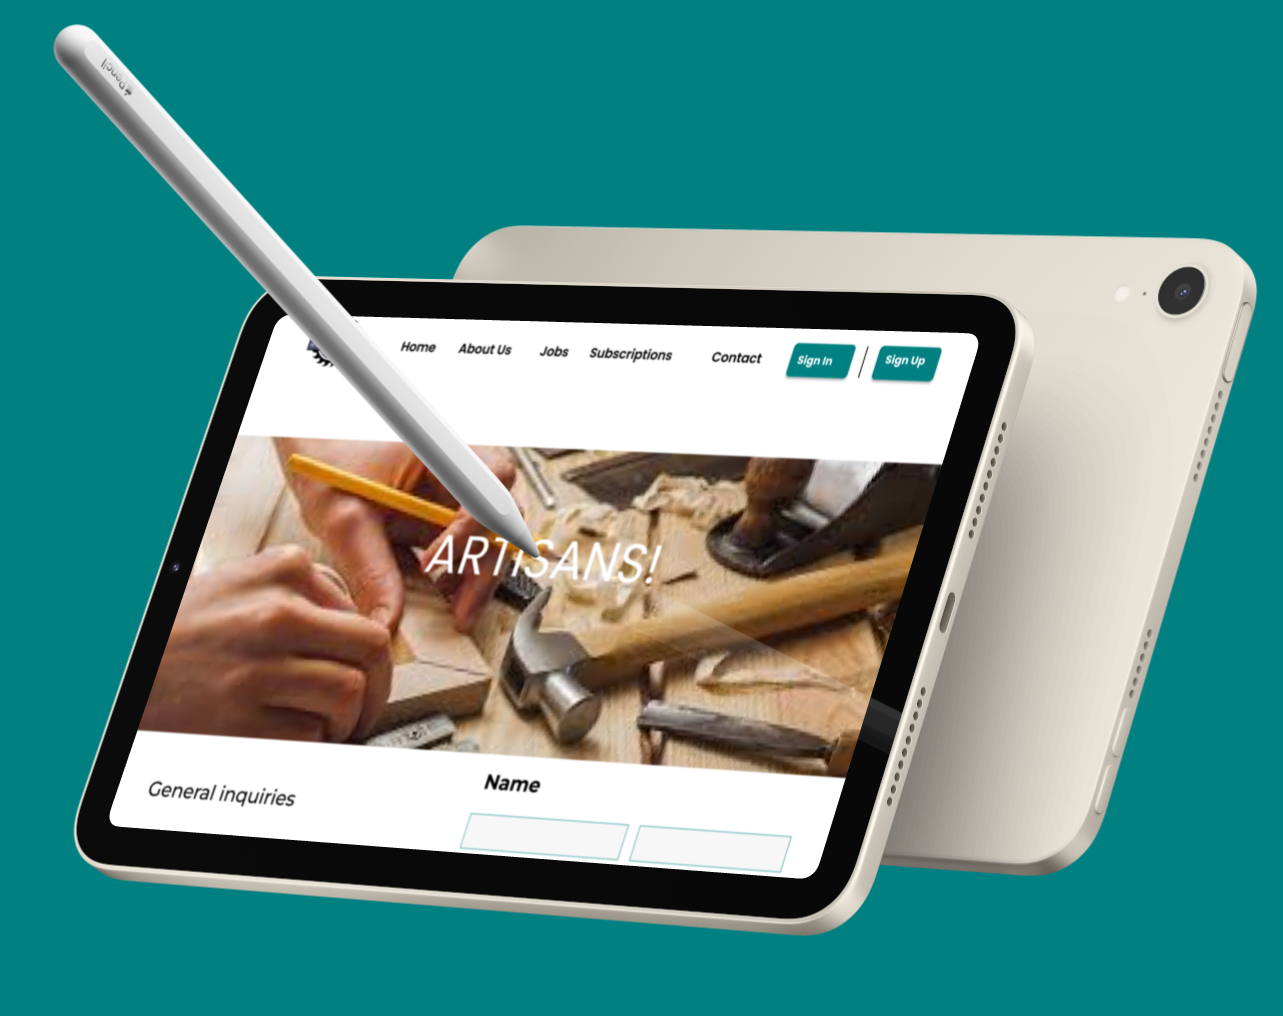 Pencil
Home About Us Jobs Subscriptions Contact Sign In Sign Up
ARTISANS!
General inquiries
Name